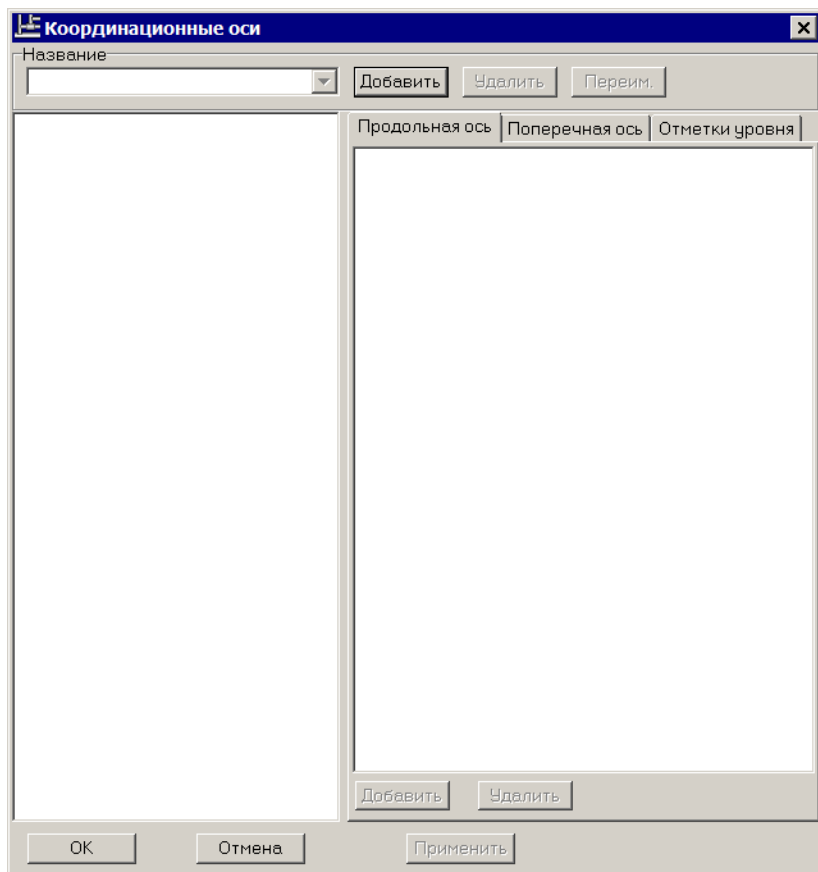 Координационные оси
Название
Добавить Удалить Переим.
Продольная ось Поперечная ось Отметки уровня
Добавить Удалить
OK Отмена Применить